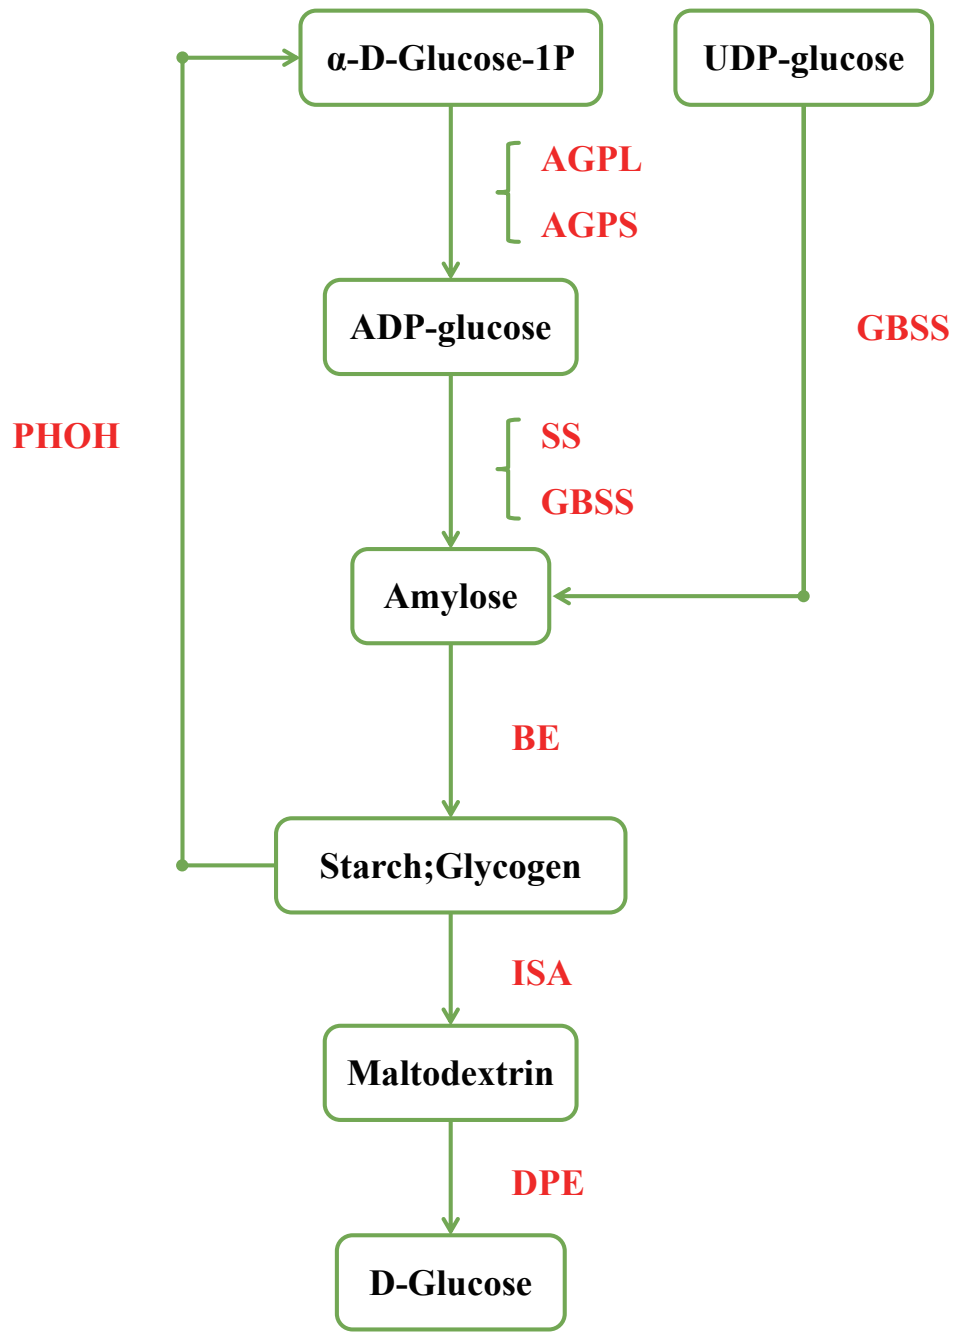 α-D-Glucose-1P
UDP-glucose
AGPL
AGPS
ADP-glucose
GBSS
PHOH
SS
GBSS
Amylose
BE
Starch;Glycogen
ISA
Maltodextrin
DPE
D-Glucose